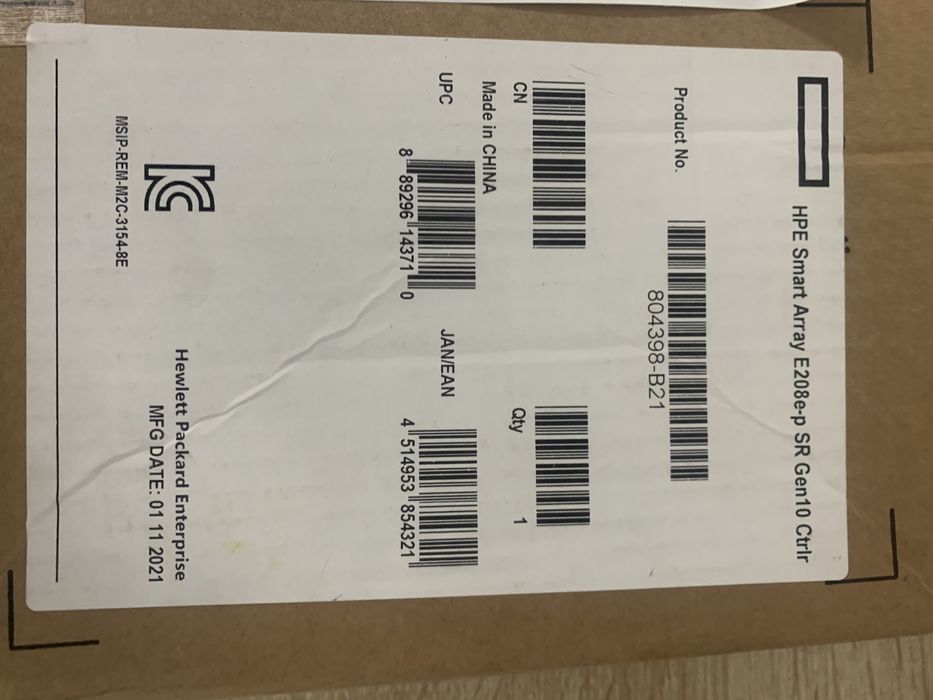 HPE Smart Array E208e-p SR Gen10 Ctrlr
Product No.
804398-B21
CN
Qty 1
Made in CHINA
UPC
8 89296 14371 0
JAN/EAN
4 514953 854321
MSIP-REM-M2C-3154-8E
Hewlett Packard Enterprise
MFG DATE: 01 11 2021